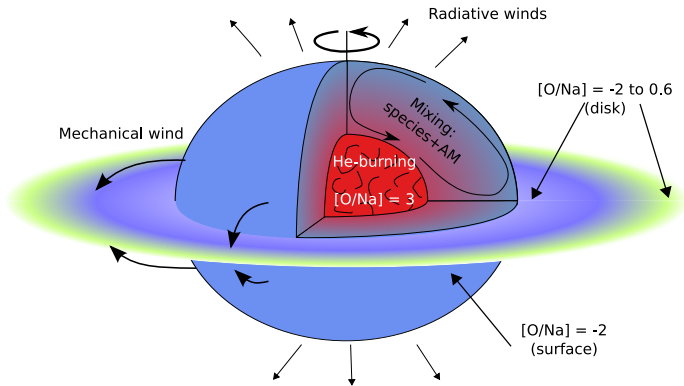 Radiative winds
[O/Na] = -2 to 0.6
(disk)
Mechanical wind
Mixing:
species+AM
He-burning
[O/Na] = 3
[O/Na] = -2
(surface)